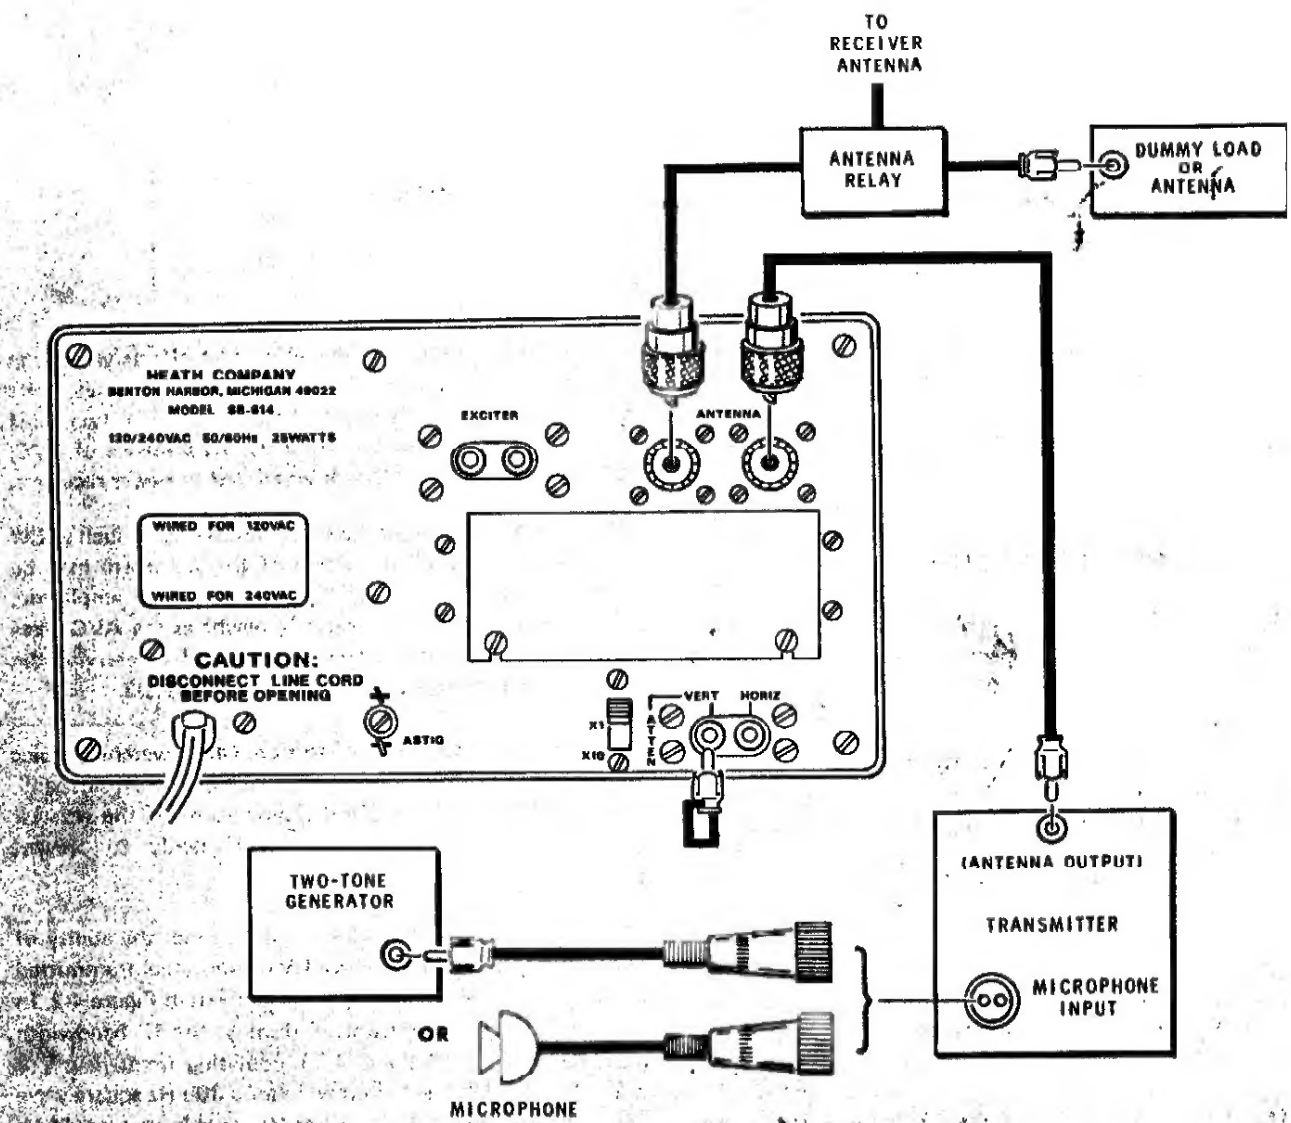 TO
RECEIVER
ANTENNA
ANTENNA
RELAY
DUMMY LOAD
OR
ANTENNA
HEATH COMPANY
BENTON HARBOR, MICHIGAN 49022
MODEL SB-614
120/240VAC 50/60Hz 25WATTS
EXCITER
ANTENNA
WIRED FOR 120VAC
WIRED FOR 240VAC
CAUTION:
DISCONNECT LINE CORD
BEFORE OPENING
ASTIG
X1
X10
ATTEN
VERT
HORIZ
(ANTENNA OUTPUT)
TRANSMITTER
MICROPHONE
INPUT
TWO-TONE
GENERATOR
OR
MICROPHONE